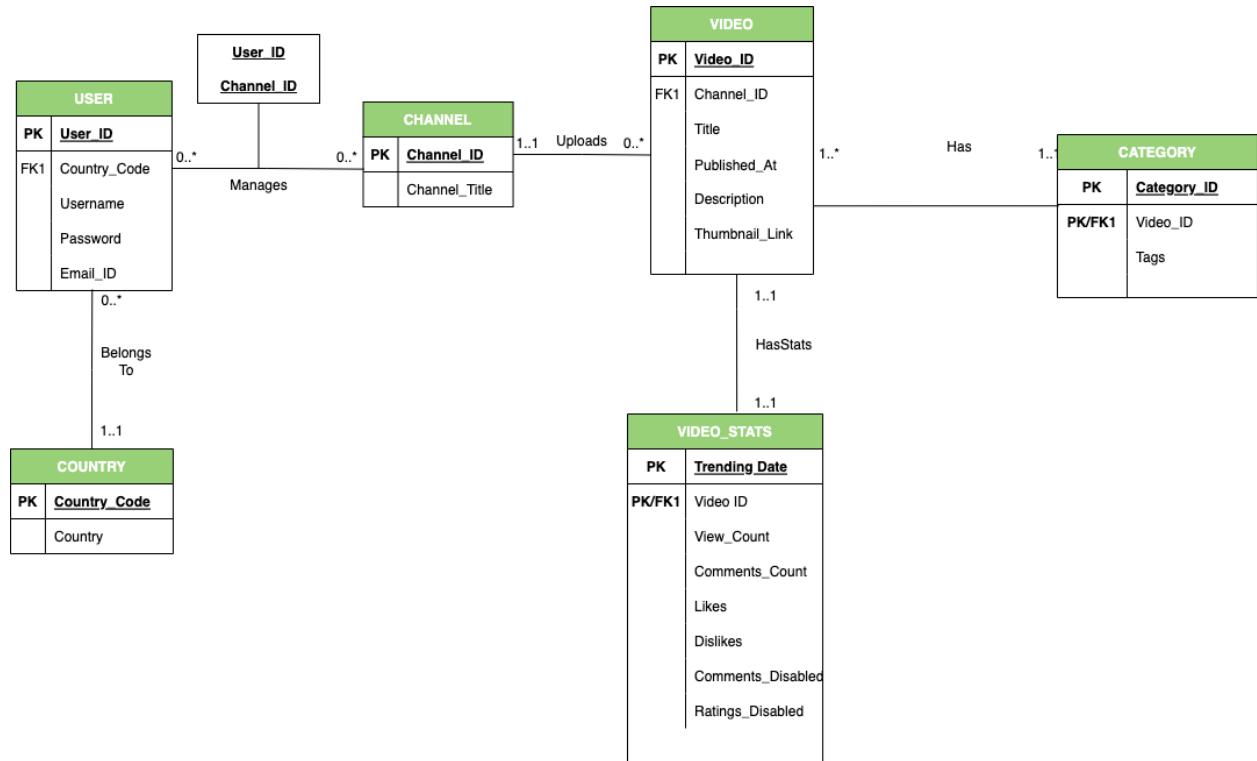 User_ID
Channel_ID
USER
PK User_ID
FK1 Country_Code
Username
Password
Email_ID
0..*
Manages
0..*
CHANNEL
PK Channel_ID
Channel_Title
1..1
Uploads
0..*
VIDEO
PK Video_ID
FK1 Channel_ID
Title
Published_At
Description
Thumbnail_Link
1..*
Has
1..1
CATEGORY
PK Category_ID
PK/FK1 Video_ID
Tags
0..*
Belongs
To
1..1
COUNTRY
PK Country_Code
Country
1..1
HasStats
1..1
VIDEO_STATS
PK Trending Date
PK/FK1 Video ID
View_Count
Comments_Count
Likes
Dislikes
Comments_Disabled
Ratings_Disabled